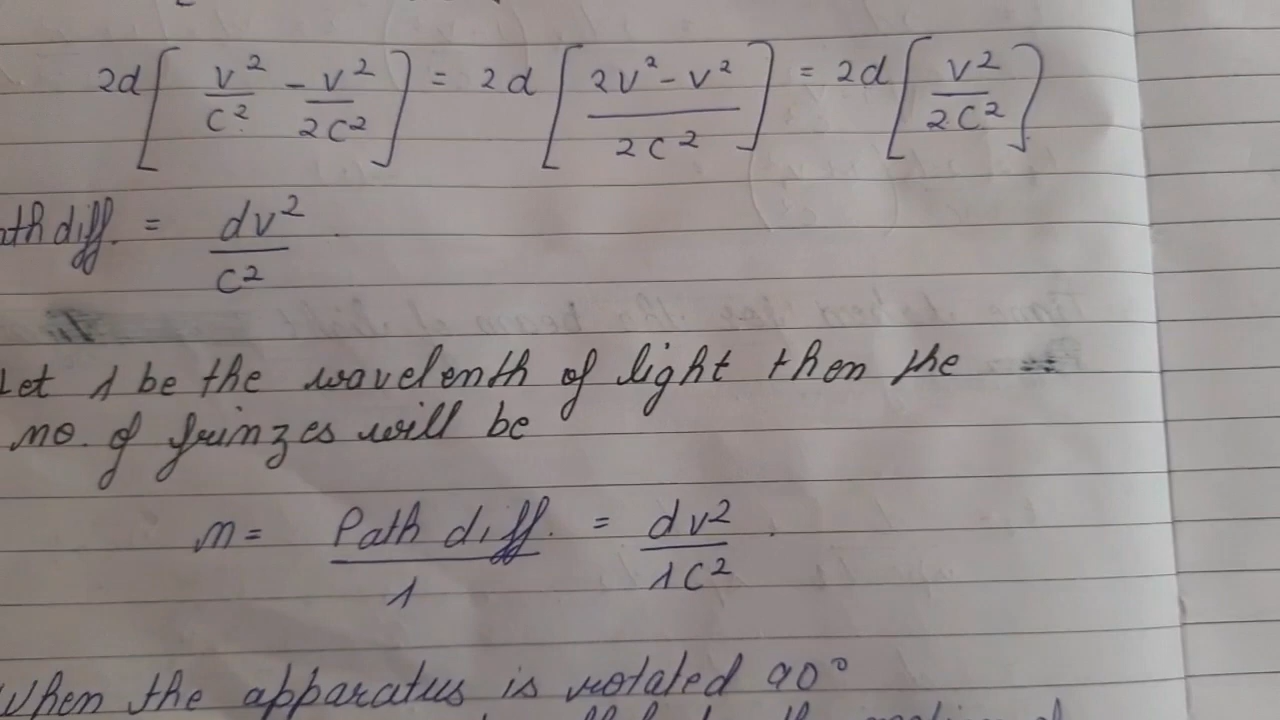 2d[v²/c² - v²/2c²] = 2d[2v² - v²/2c²] = 2d[v²/2c²]
ath diff. = dv²/c².
Let λ be the wavelenth of light then the
no. of frinzes will be
n = Path diff./λ = dv²/λc².
When the apparatus is rotated 90°